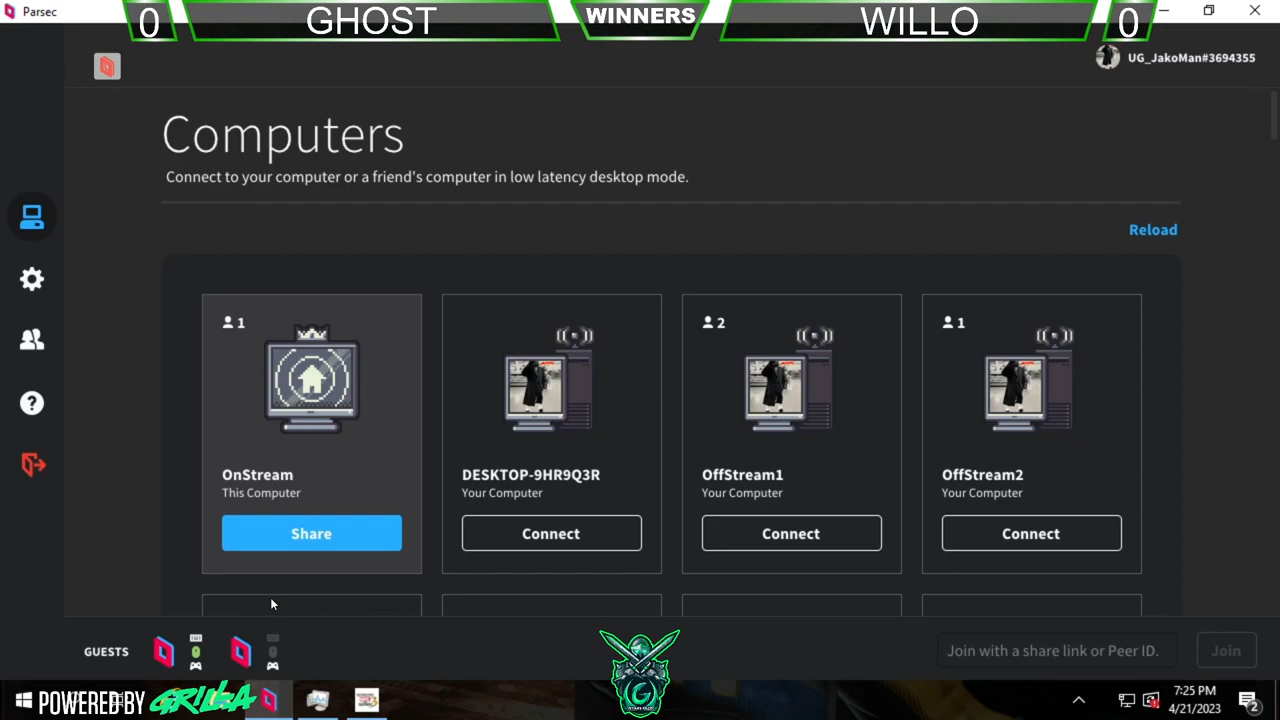 Parsec
0
GHOST
WINNERS
WILLO
0
UG_JakoMan#3694355
Computers
Connect to your computer or a friend's computer in low latency desktop mode.
Reload
1
2
1
OnStream
This Computer
Share
DESKTOP-9HR9Q3R
Your Computer
Connect
OffStream1
Your Computer
Connect
OffStream2
Your Computer
Connect
GUESTS
Join with a share link or Peer ID.
Join
POWERED BY GRILLA
7:25 PM
4/21/2023
2